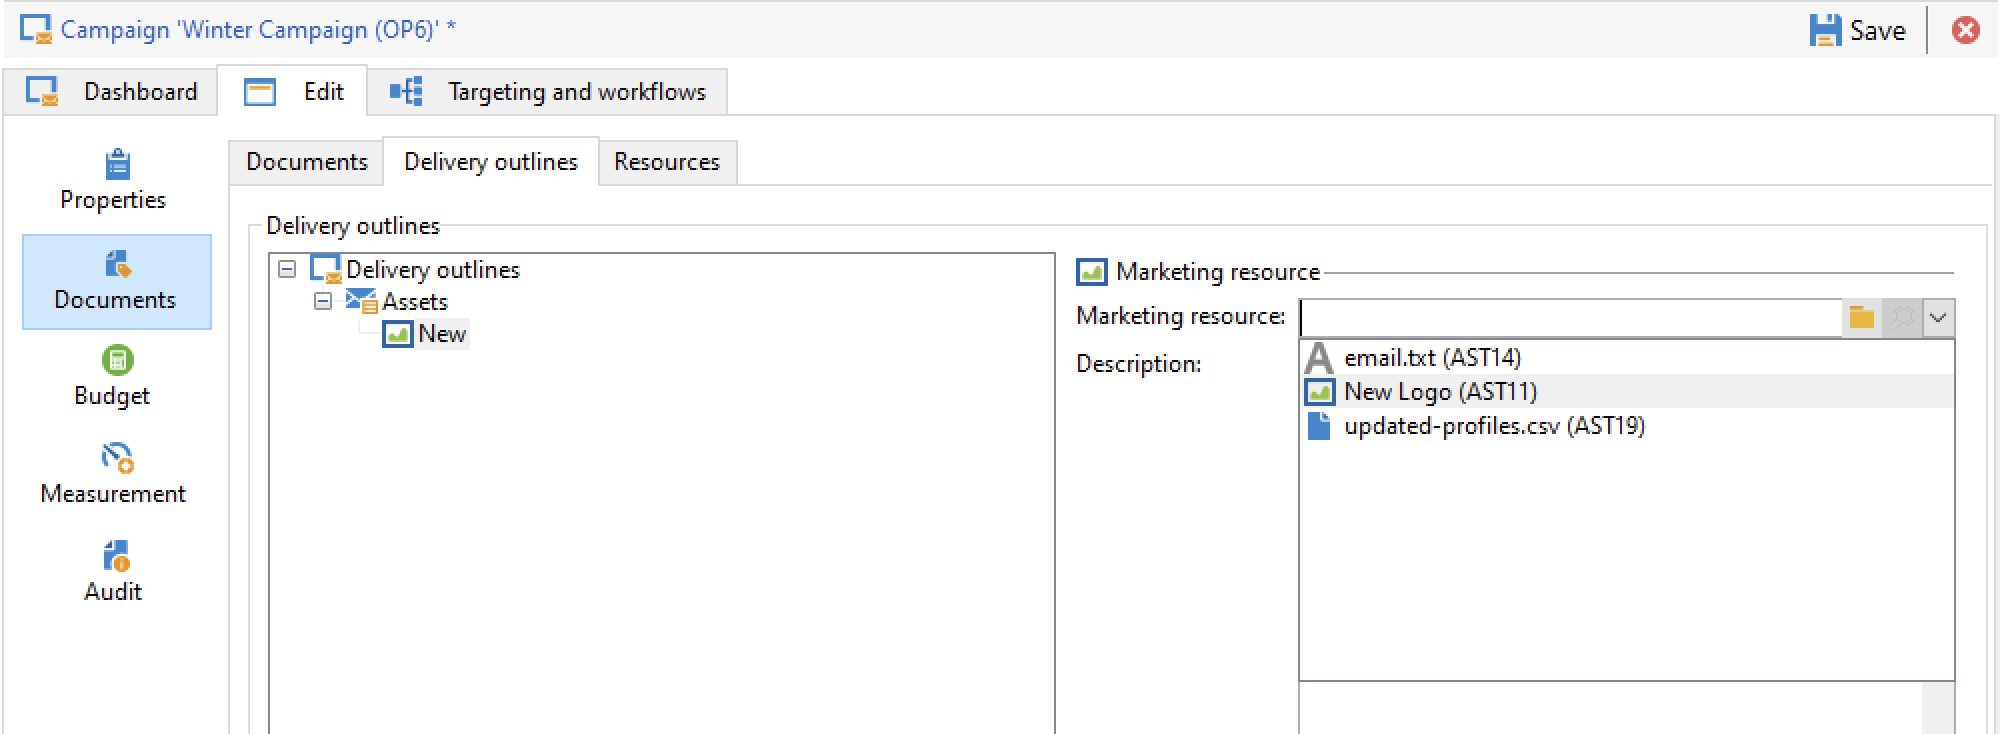 Campaign 'Winter Campaign (OP6)' *
Save
Dashboard
Edit
Targeting and workflows
Properties
Documents
Budget
Measurement
Audit
Documents
Delivery outlines
Resources
Delivery outlines
Delivery outlines
Assets
New
Marketing resource
Marketing resource:
Description:
email.txt (AST14)
New Logo (AST11)
updated-profiles.csv (AST19)